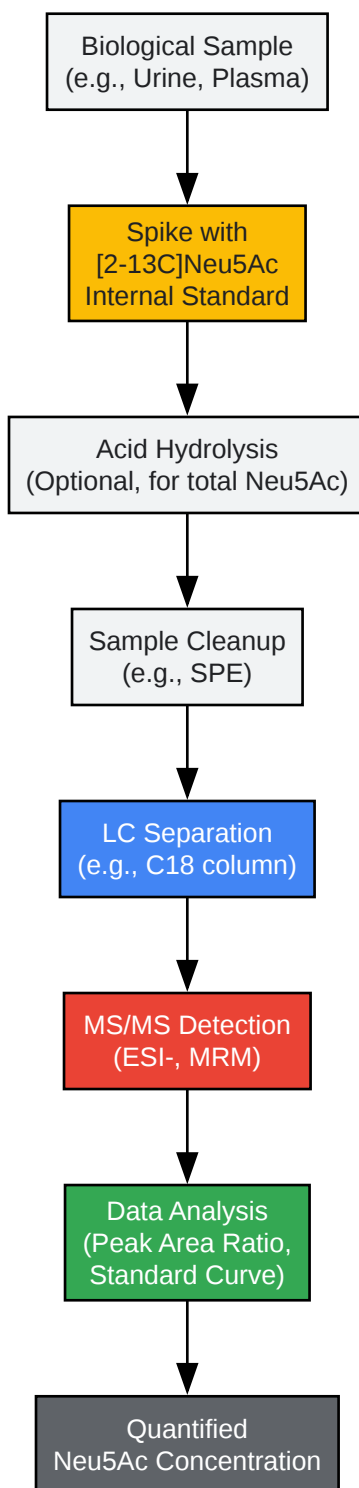 Biological Sample
(e.g., Urine, Plasma)
Spike with
[2-13C]Neu5Ac
Internal Standard
Acid Hydrolysis
(Optional, for total Neu5Ac)
Sample Cleanup
(e.g., SPE)
LC Separation
(e.g., C18 column)
MS/MS Detection
(ESI-, MRM)
Data Analysis
(Peak Area Ratio,
Standard Curve)
Quantified
Neu5Ac Concentration